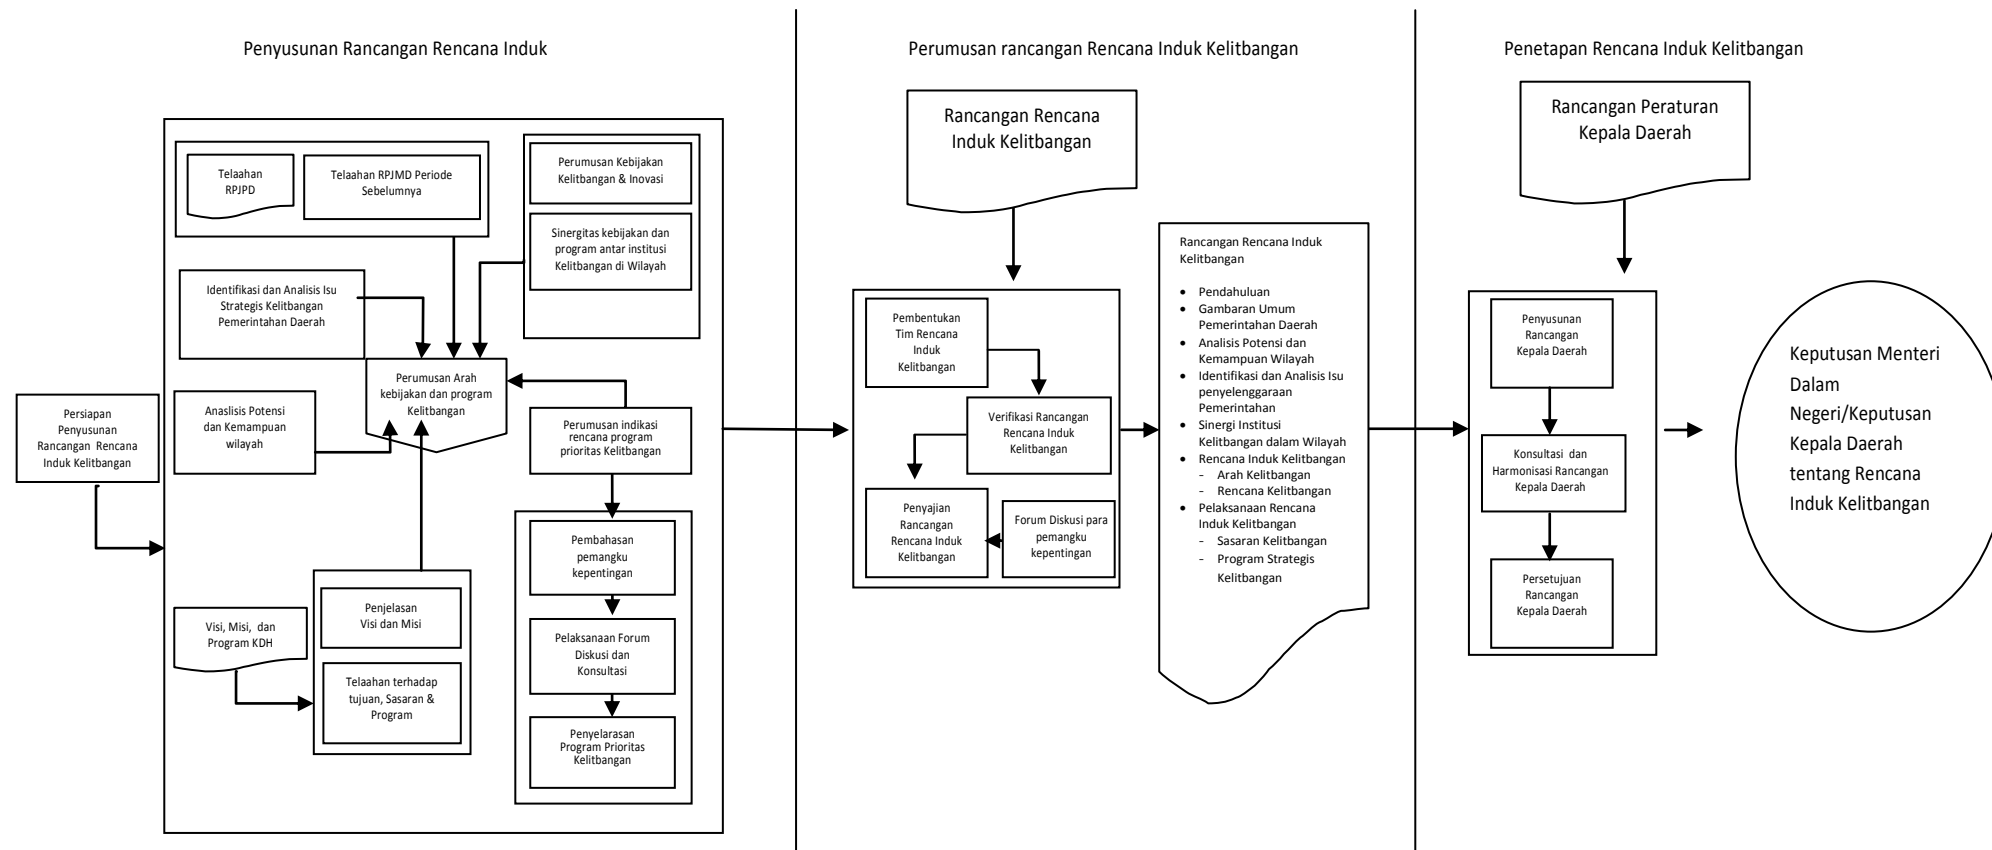 Penyusunan Rancangan Rencana Induk
Perumusan rancangan Rencana Induk Kelitbangan
Penetapan Rencana Induk Kelitbangan
Persiapan
Penyusunan
Rancangan Rencana
Induk Kelitbangan
Telaahan
RPJPD
Telaahan RPJMD Periode
Sebelumnya
Perumusan Kebijakan
Kelitbangan & Inovasi
Sinergitas kebijakan dan
program antar institusi
Kelitbangan di Wilayah
Identifikasi dan Analisis Isu
Strategis Kelitbangan
Pemerintahan Daerah
Perumusan Arah
kebijakan dan program
Kelitbangan
Anaslisis Potensi
dan Kemampuan
wilayah
Perumusan indikasi
rencana program
prioritas Kelitbangan
Pembahasan
pemangku
kepentingan
Pelaksanaan Forum
Diskusi dan
Konsultasi
Penyelarasan
Program Prioritas
Kelitbangan
Visi, Misi, dan
Program KDH
Penjelasan
Visi dan Misi
Telaahan terhadap
tujuan, Sasaran &
Program
Rancangan Rencana
Induk Kelitbangan
Pembentukan
Tim Rencana
Induk
Kelitbangan
Verifikasi Rancangan
Rencana Induk
Kelitbangan
Penyajian
Rancangan
Rencana Induk
Kelitbangan
Forum Diskusi para
pemangku
kepentingan
Rancangan Rencana Induk
Kelitbangan
• Pendahuluan
• Gambaran Umum
Pemerintahan Daerah
• Analisis Potensi dan
Kemampuan Wilayah
• Identifikasi dan Analisis Isu
penyelenggaraan
Pemerintahan
• Sinergi Institusi
Kelitbangan dalam Wilayah
• Rencana Induk Kelitbangan
- Arah Kelitbangan
- Rencana Kelitbangan
• Pelaksanaan Rencana
Induk Kelitbangan
- Sasaran Kelitbangan
- Program Strategis
Kelitbangan
Rancangan Peraturan
Kepala Daerah
Penyusunan
Rancangan
Kepala Daerah
Konsultasi dan
Harmonisasi Rancangan
Kepala Daerah
Persetujuan
Rancangan
Kepala Daerah
Keputusan Menteri
Dalam
Negeri/Keputusan
Kepala Daerah
tentang Rencana
Induk Kelitbangan